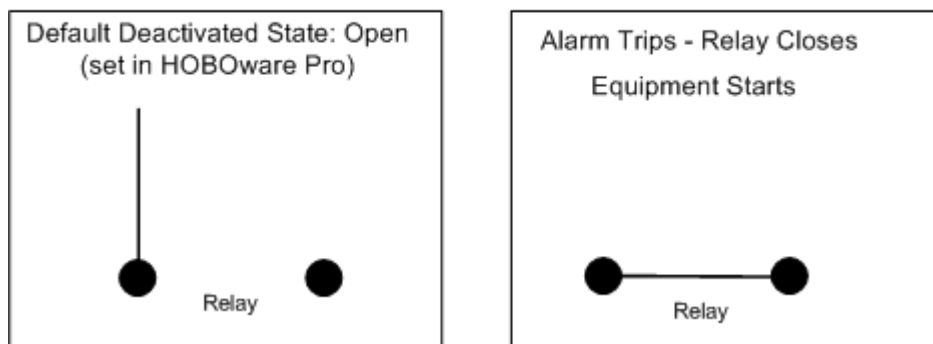 Default Deactivated State: Open
(set in HOBOware Pro)
Relay
Alarm Trips - Relay Closes
Equipment Starts
Relay